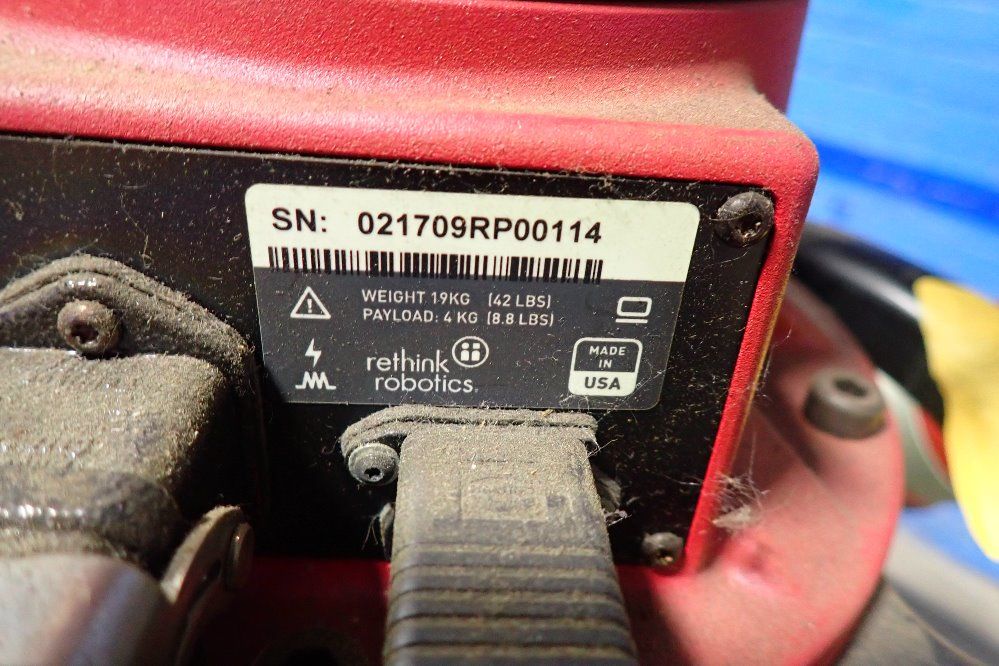 SN: 021709RP00114
WEIGHT 19KG (42 LBS)
PAYLOAD: 4 KG (8.8 LBS)
rethink
robotics
MADE
IN
USA